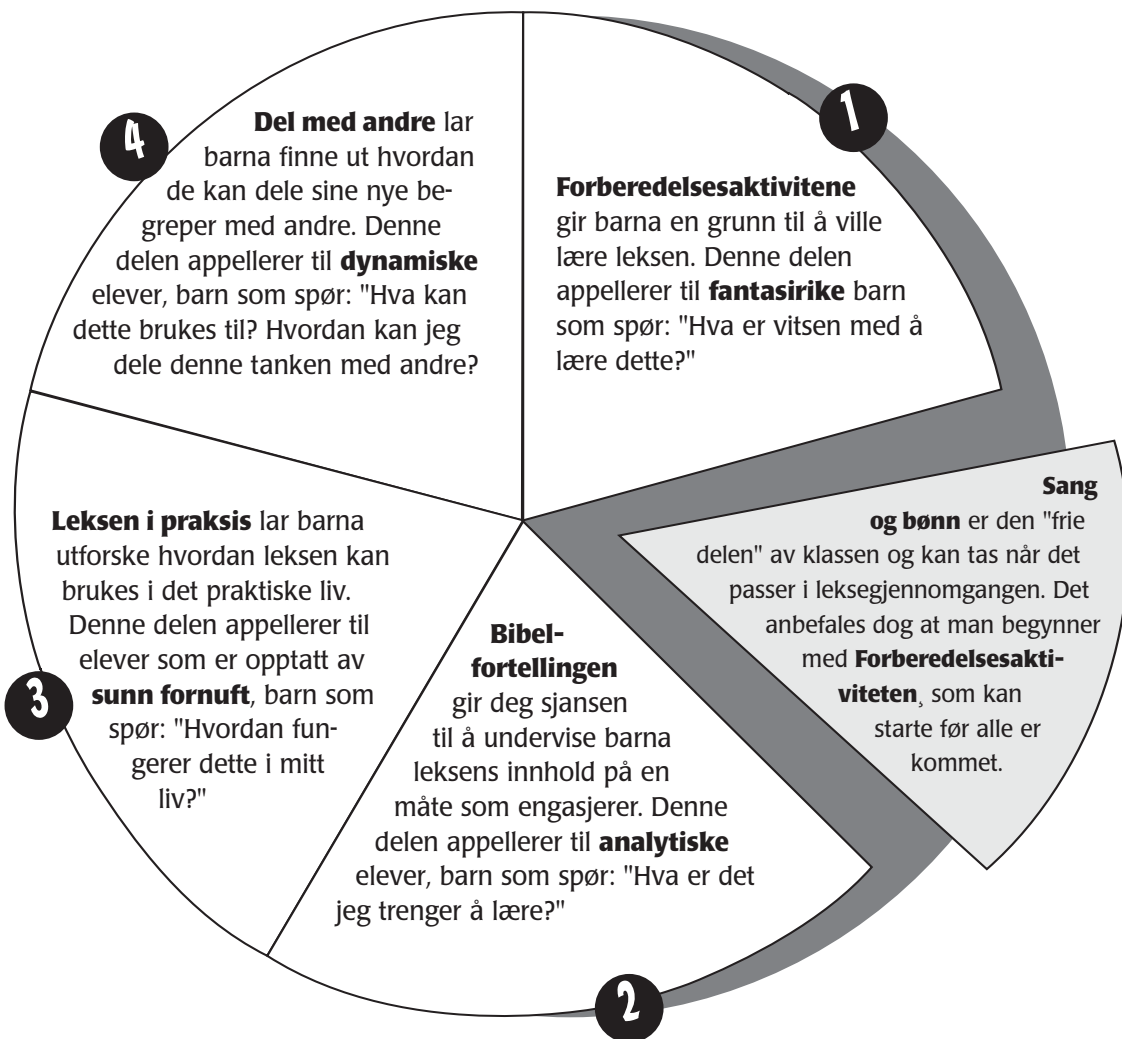 1
Forberedelsesaktivitene
gir barna en grunn til å ville
lære leksen. Denne delen
appellerer til fantasirike barn
som spør: "Hva er vitsen med å
lære dette?"
Sang
og bønn er den "frie
delen" av klassen og kan tas når det
passer i leksegjennomgangen. Det
anbefales dog at man begynner
med Forberedelsesakti-
viteten, som kan
starte før alle er
kommet.
2
Bibel-
fortellingen
gir deg sjansen
til å undervise barna
leksens innhold på en
måte som engasjerer. Denne
delen appellerer til analytiske
elever, barn som spør: "Hva er det
jeg trenger å lære?"
3
Leksen i praksis lar barna
utforske hvordan leksen kan
brukes i det praktiske liv.
Denne delen appellerer til
elever som er opptatt av
sunn fornuft, barn som
spør: "Hvordan fun-
gerer dette i mitt
liv?"
4
Del med andre lar
barna finne ut hvordan
de kan dele sine nye be-
greper med andre. Denne
delen appellerer til dynamiske
elever, barn som spør: "Hva kan
dette brukes til? Hvordan kan jeg
dele denne tanken med andre?